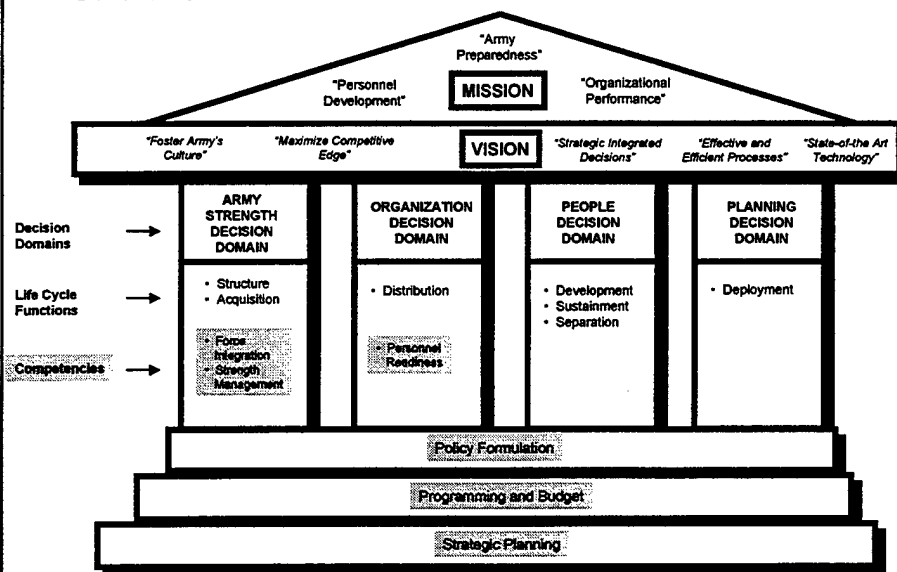 "Army
Preparedness"
"Personnel
Development"
MISSION
"Organizational
Performance"
"Foster Army's
Culture"
"Maximize Competitive
Edge"
VISION
"Strategic Integrated
Decisions"
"Effective and
Efficient Processes"
"State-of-the Art
Technology"
Decision
Domains
ARMY
STRENGTH
DECISION
DOMAIN
ORGANIZATION
DECISION
DOMAIN
PEOPLE
DECISION
DOMAIN
PLANNING
DECISION
DOMAIN
Life Cycle
Functions
• Structure
• Acquisition
• Distribution
• Development
• Sustainment
• Separation
• Deployment
Competencies
• Force
Integration
• Strength
Management
• Personnel
Readiness
Policy Formulation
Programming and Budget
Strategic Planning